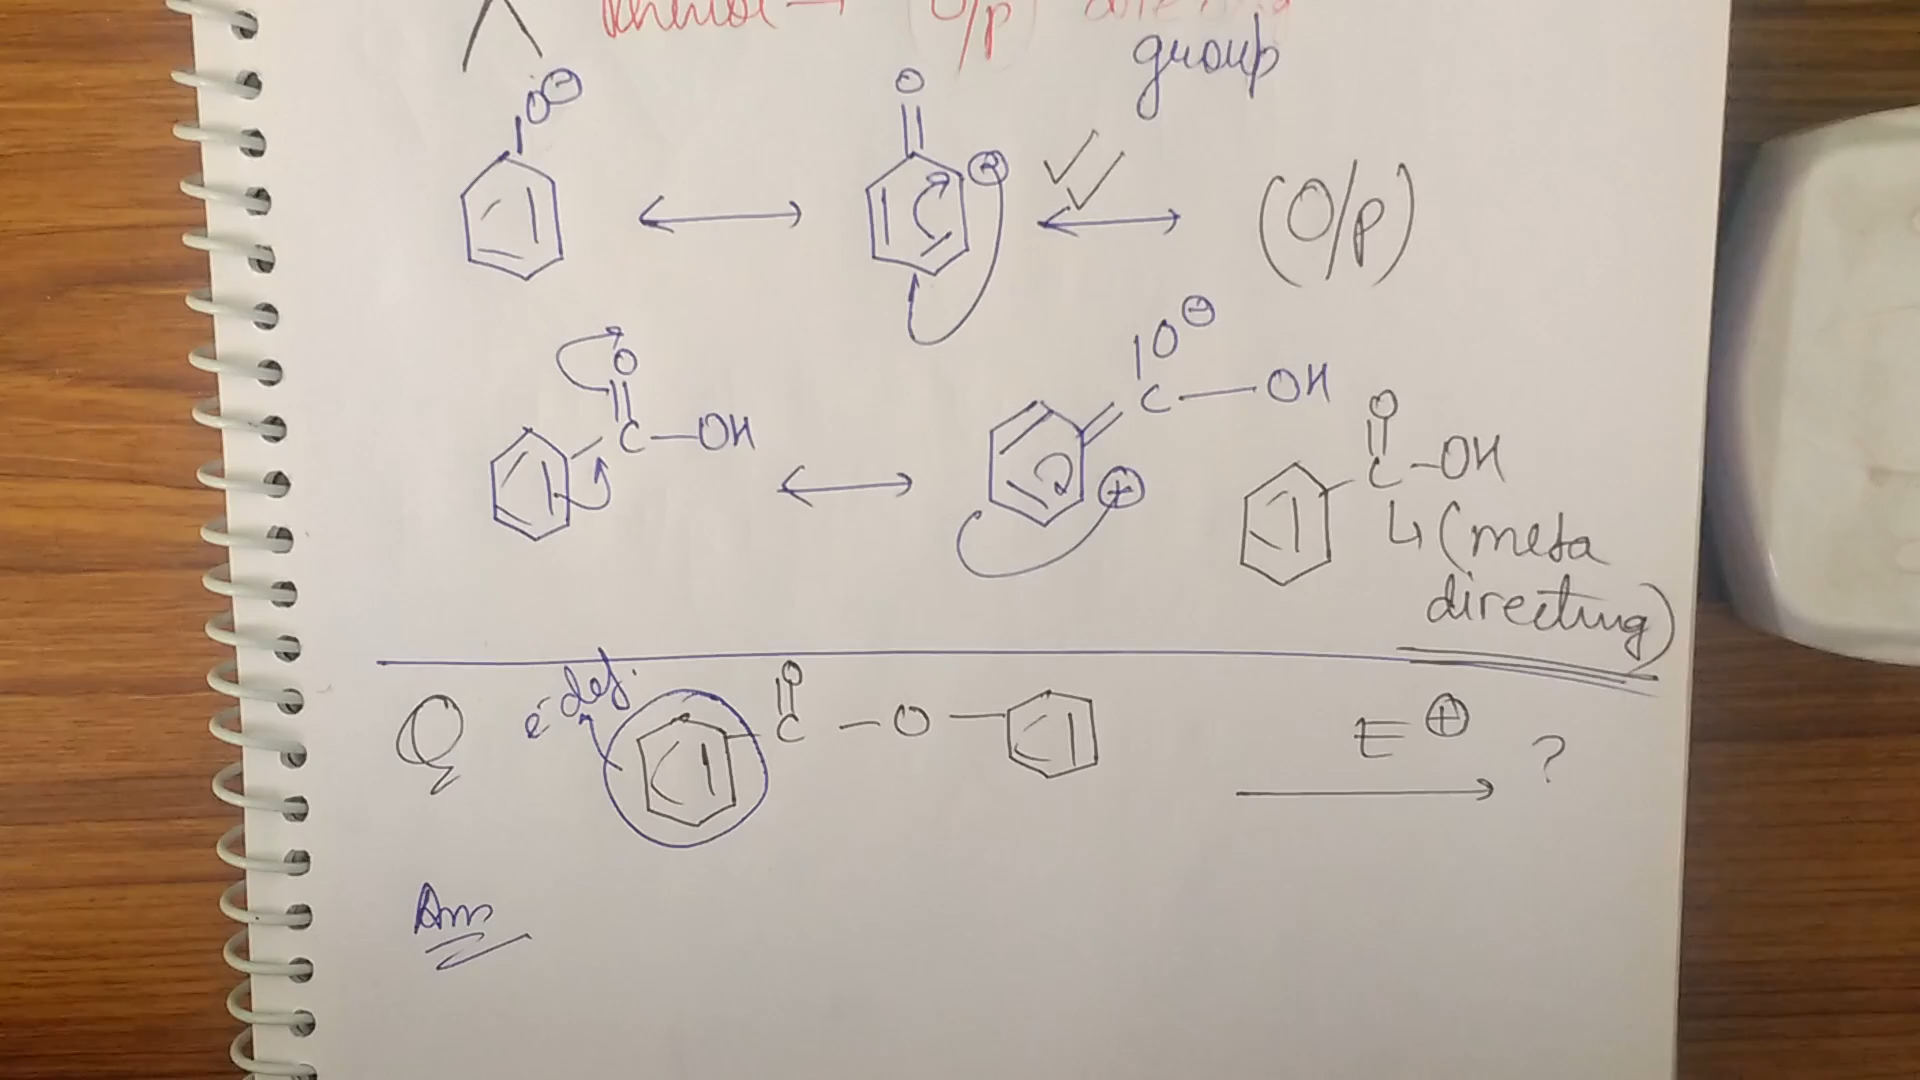 (O/p)
group
O⊖
O
⊕
(O/p)
O
C—OH
O⊖
C—OH
⊕
O
C-OH
↳(meta
directing)
Q
e⁻ def.
O
C—O—
E⊕
?
Ans